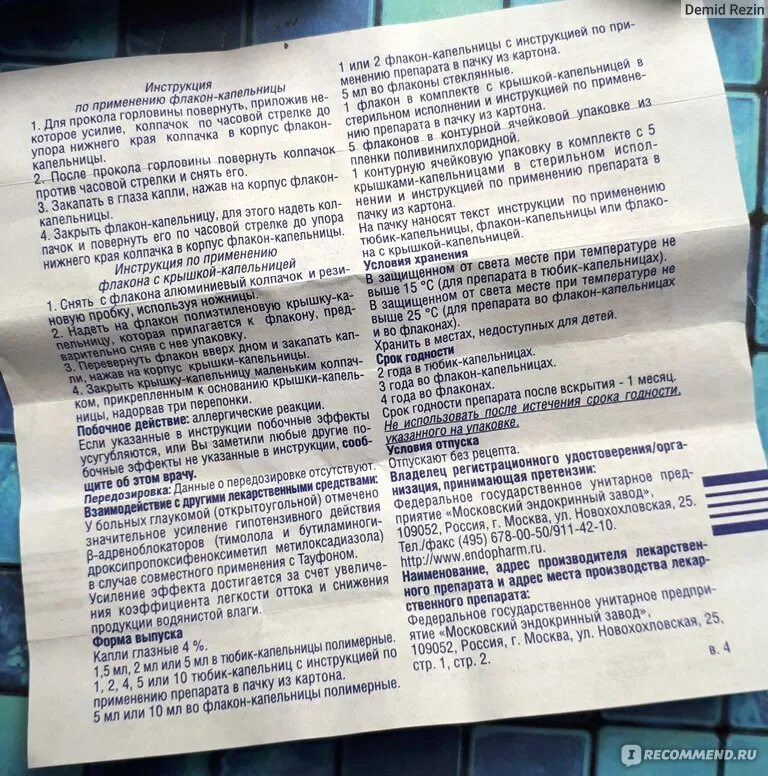 Demid Rezin
Инструкция
по применению флакон-капельницы
1. Для прокола горловины повернуть, приложив не-
которое усилие, колпачок по часовой стрелке до
упора нижнего края колпачка в корпус флакон-
капельницы.
2. После прокола горловины повернуть колпачок
против часовой стрелки и снять его.
3. Закапать в глаза капли, нажав на корпус флакон-
капельницы.
4. Закрыть флакон-капельницу, для этого надеть кол-
пачок и повернуть его по часовой стрелке до упора
нижнего края колпачка в корпус флакон-капельницы.
Инструкция по применению
флакона с крышкой-капельницей
1. Снять с флакона алюминиевый колпачок и рези-
новую пробку, используя ножницы.
2. Надеть на флакон полиэтиленовую крышку-ка-
пельницу, которая прилагается к флакону, пред-
варительно сняв с нее упаковку.
3. Перевернуть флакон вверх дном и закапать кап-
ли, нажав на корпус крышки-капельницы.
4. Закрыть крышку-капельницу маленьким колпач-
ком, прикрепленным к основанию крышки-капель-
ницы, надорвав три перепонки.
Побочное действие: аллергические реакции.
Если указанные в инструкции побочные эффекты
усугубляются, или Вы заметили любые другие по-
бочные эффекты не указанные в инструкции, сооб-
щите об этом врачу.
Передозировка: Данные о передозировке отсутствуют.
Взаимодействие с другими лекарственными средствами:
У больных глаукомой (открытоугольной) отмечено
значительное усиление гипотензивного действия
β-адреноблокаторов (тимолола и бутиламиноги-
дроксипропоксифеноксиметил метилоксадиазола)
в случае совместного применения с Тауфоном.
Усиление эффекта достигается за счет увеличе-
ния коэффициента легкости оттока и снижения
продукции водянистой влаги.
Форма выпуска
Капли глазные 4 %.
1,5 мл, 2 мл или 5 мл в тюбик-капельницы полимерные.
1, 2, 4, 5 или 10 тюбик-капельниц с инструкцией по
применению препарата в пачку из картона.
5 мл или 10 мл во флакон-капельницы полимерные.
1 или 2 флакон-капельницы с инструкцией по при-
менению препарата в пачку из картона.
5 мл во флаконы стеклянные.
1 флакон в комплекте с крышкой-капельницей в
стерильном исполнении и инструкцией по примене-
нию препарата в пачку из картона.
5 флаконов в контурной ячейковой упаковке из
пленки поливинилхлоридной.
1 контурную ячейковую упаковку в комплекте с 5
крышками-капельницами в стерильном испол-
нении и инструкцией по применению препарата в
пачку из картона.
На пачку наносят текст инструкции по применению
тюбик-капельницы, флакон-капельницы или флако-
на с крышкой-капельницей.
Условия хранения
В защищенном от света месте при температуре не
выше 15 °С (для препарата в тюбик-капельницах).
В защищенном от света месте при температуре не
выше 25 °С (для препарата во флакон-капельницах
и во флаконах).
Хранить в местах, недоступных для детей.
Срок годности
2 года в тюбик-капельницах.
3 года во флакон-капельницах.
4 года во флаконах.
Срок годности препарата после вскрытия - 1 месяц.
Не использовать после истечения срока годности,
указанного на упаковке.
Условия отпуска
Отпускают без рецепта.
Владелец регистрационного удостоверения/орга-
низация, принимающая претензии:
Федеральное государственное унитарное пред-
приятие «Московский эндокринный завод»,
109052, Россия, г. Москва, ул. Новохохловская, 25.
Тел./факс (495) 678-00-50/911-42-10.
http://www.endopharm.ru.
Наименование, адрес производителя лекарствен-
ного препарата и адрес места производства лекар-
ственного препарата:
Федеральное государственное унитарное предпри-
ятие «Московский эндокринный завод»,
109052, Россия, г. Москва, ул. Новохохловская, 25,
стр. 1, стр. 2.
в. 4
I RECOMMEND.RU